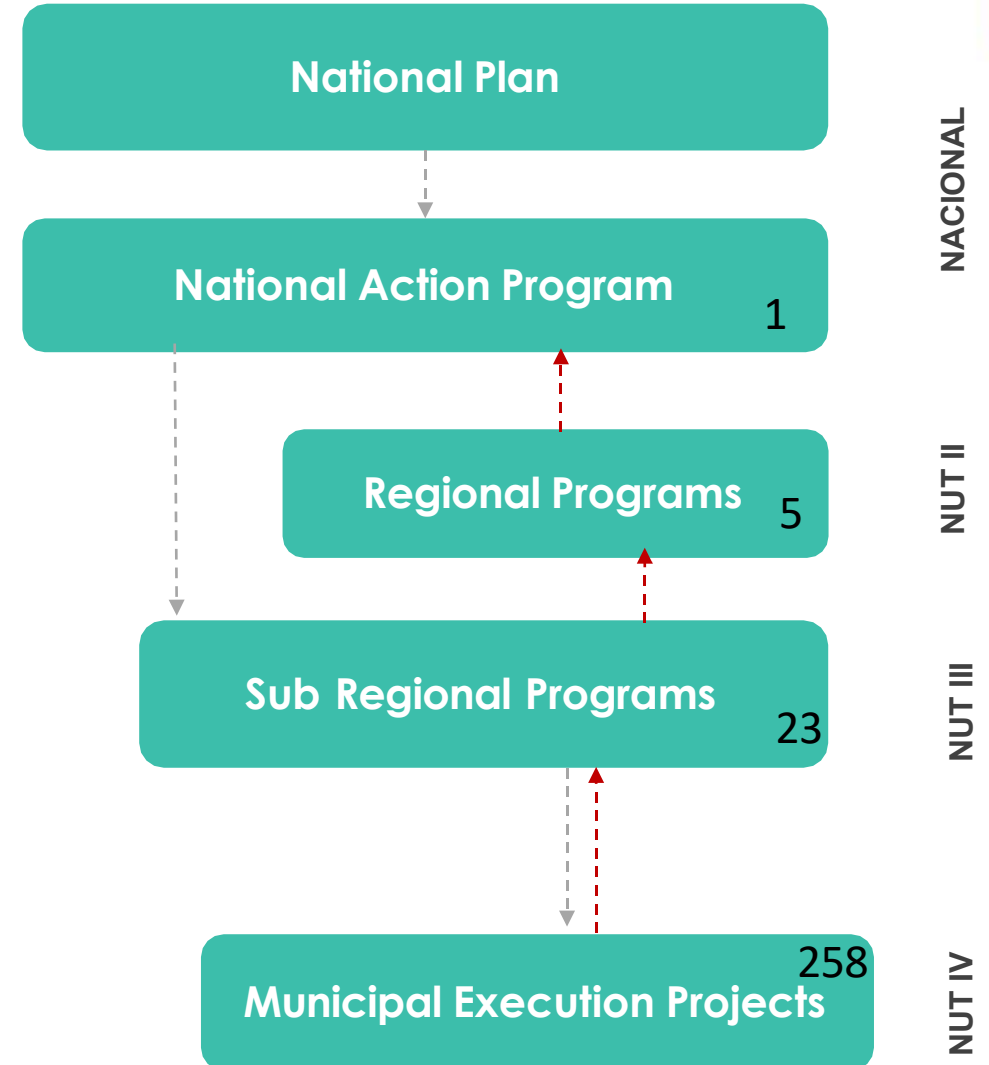 National Plan
NACIONAL
National Action Program
1
Regional Programs
5
NUT II
Sub Regional Programs
23
NUT III
258
Municipal Execution Projects
NUT IV